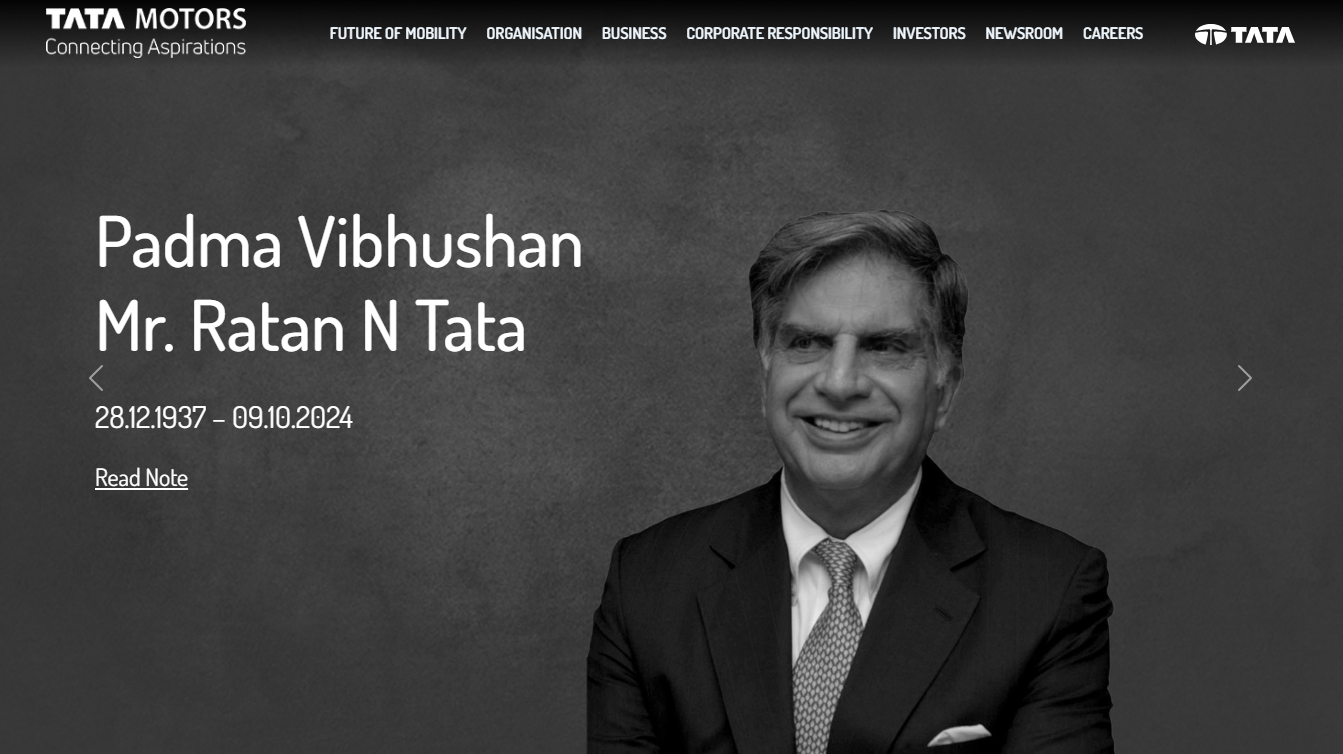 TATA MOTORS
Connecting Aspirations
FUTURE OF MOBILITY ORGANISATION BUSINESS CORPORATE RESPONSIBILITY INVESTORS NEWSROOM CAREERS
TATA
Padma Vibhushan
Mr. Ratan N Tata
28.12.1937 – 09.10.2024
Read Note